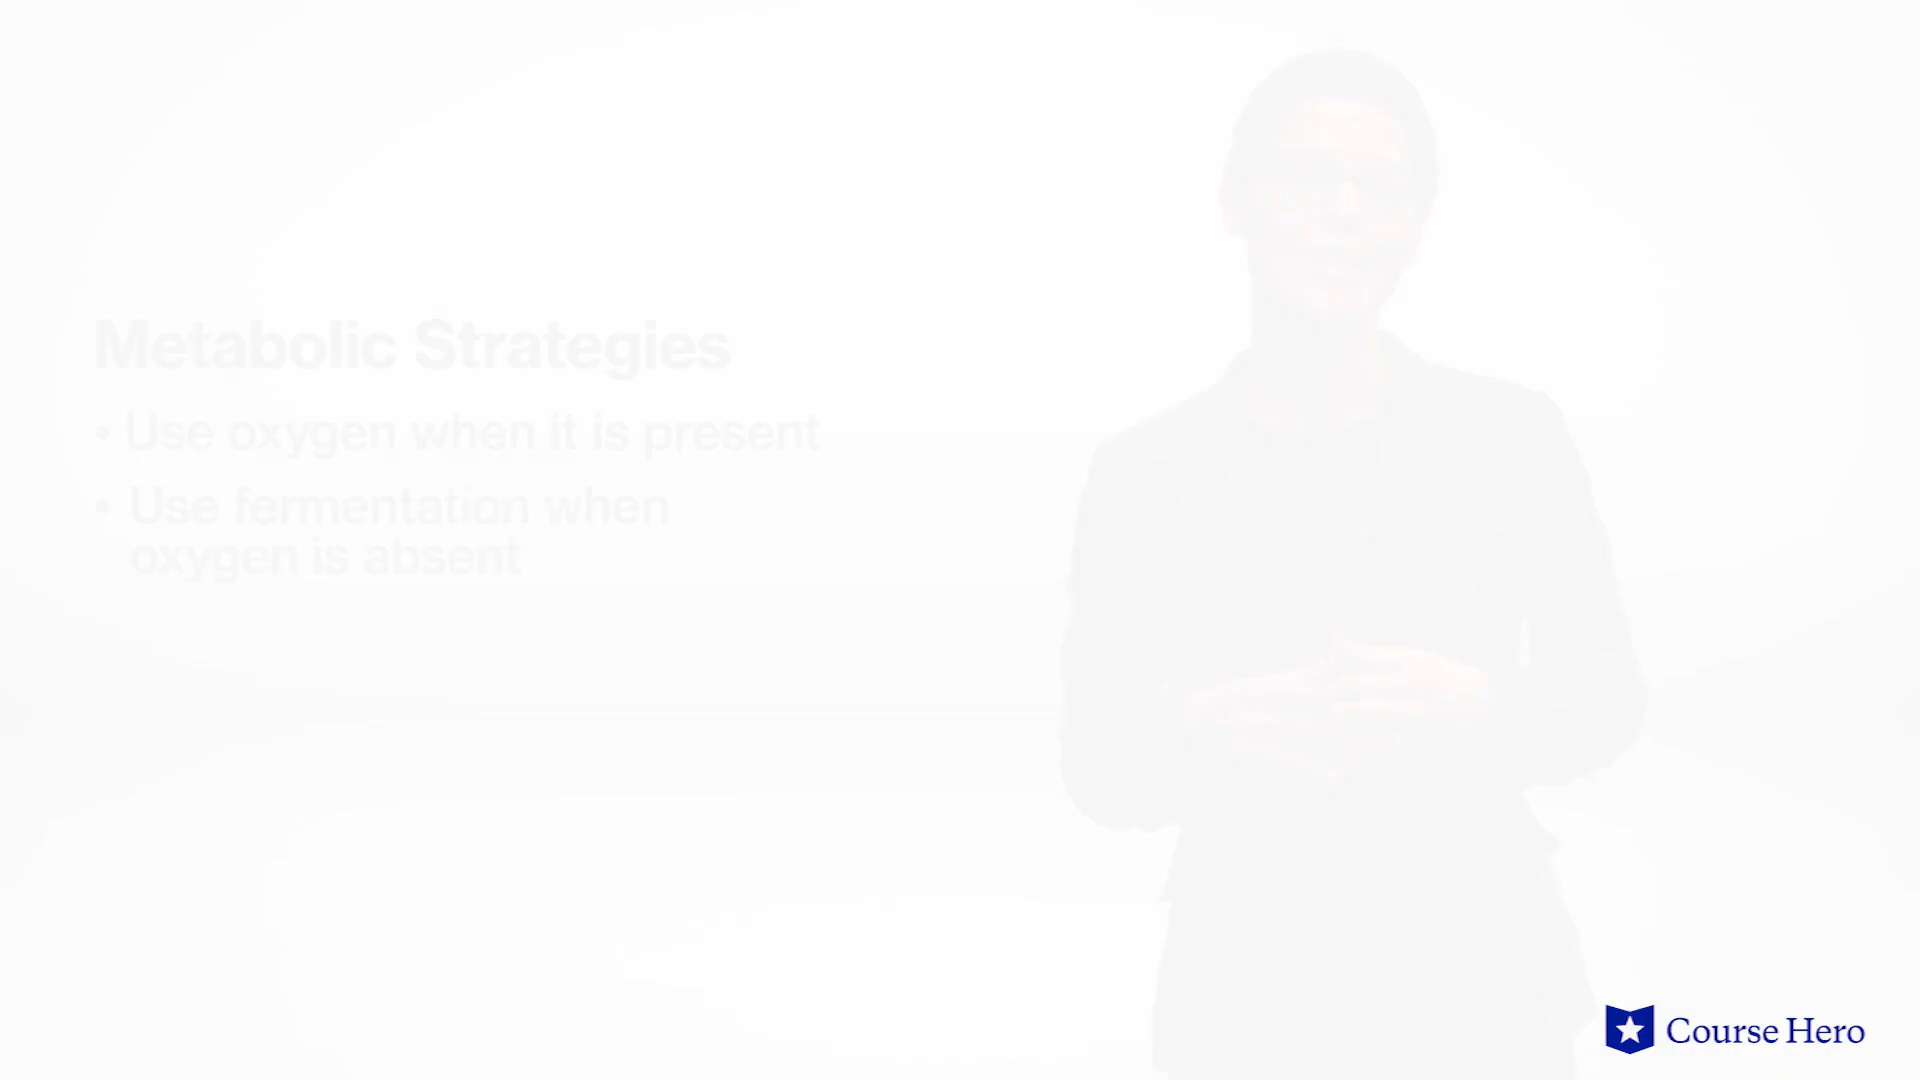 Metabolic Strategies
• Use oxygen when it is present
• Use fermentation when
oxygen is absent
Course Hero